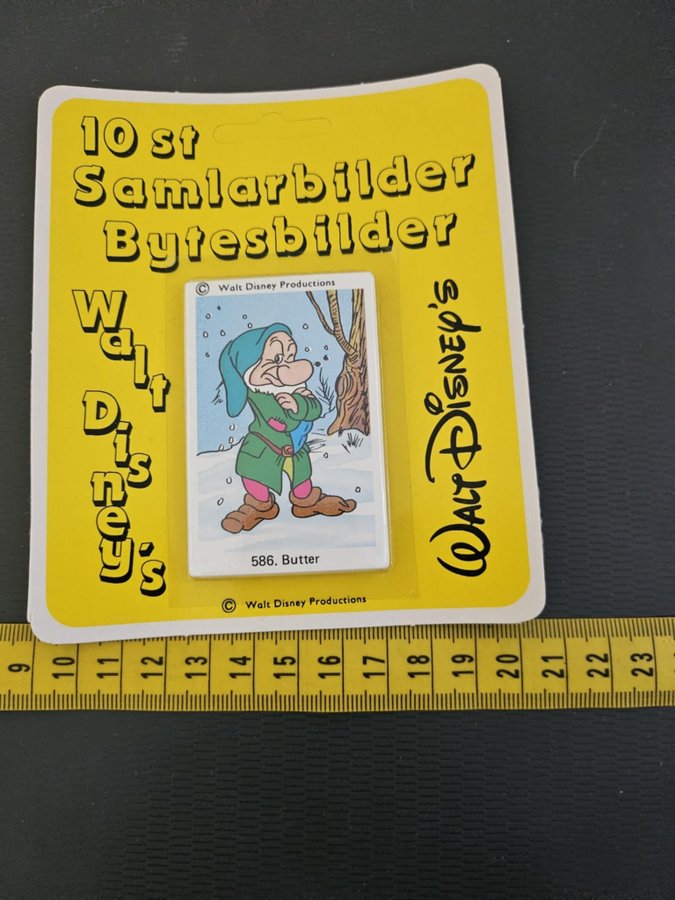 10 st
Samlarbilder
Bytesbilder
Walt
Disney's
© Walt Disney Productions
586. Butter
WALT DISNEY'S
© Walt Disney Productions
9 10 11 12 13 14 15 16 17 18 19 20 21 22 23